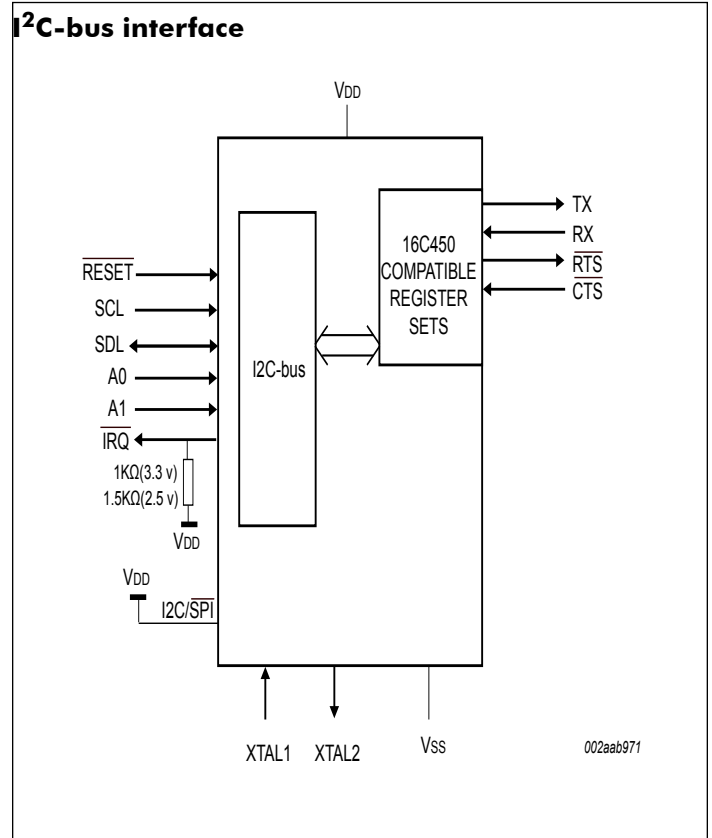 I²C-bus interface
VDD
16C450
COMPATIBLE
REGISTER
SETS
TX
RX
RTS
CTS
RESET
SCL
SDL
A0
A1
IRQ
I2C-bus
1KΩ(3.3 v)
1.5KΩ(2.5 v)
VDD
VDD
I2C/SPI
XTAL1
XTAL2
VSS
002aab971